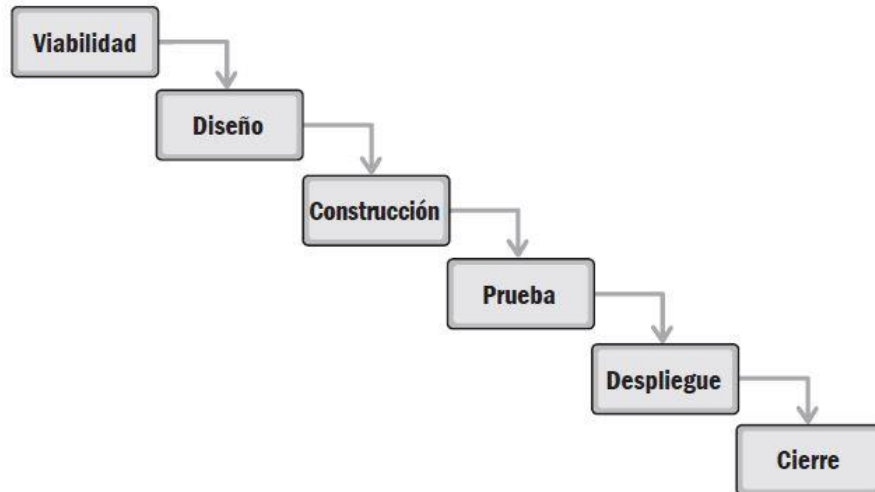 Viabilidad
Diseño
Construcción
Prueba
Despliegue
Cierre